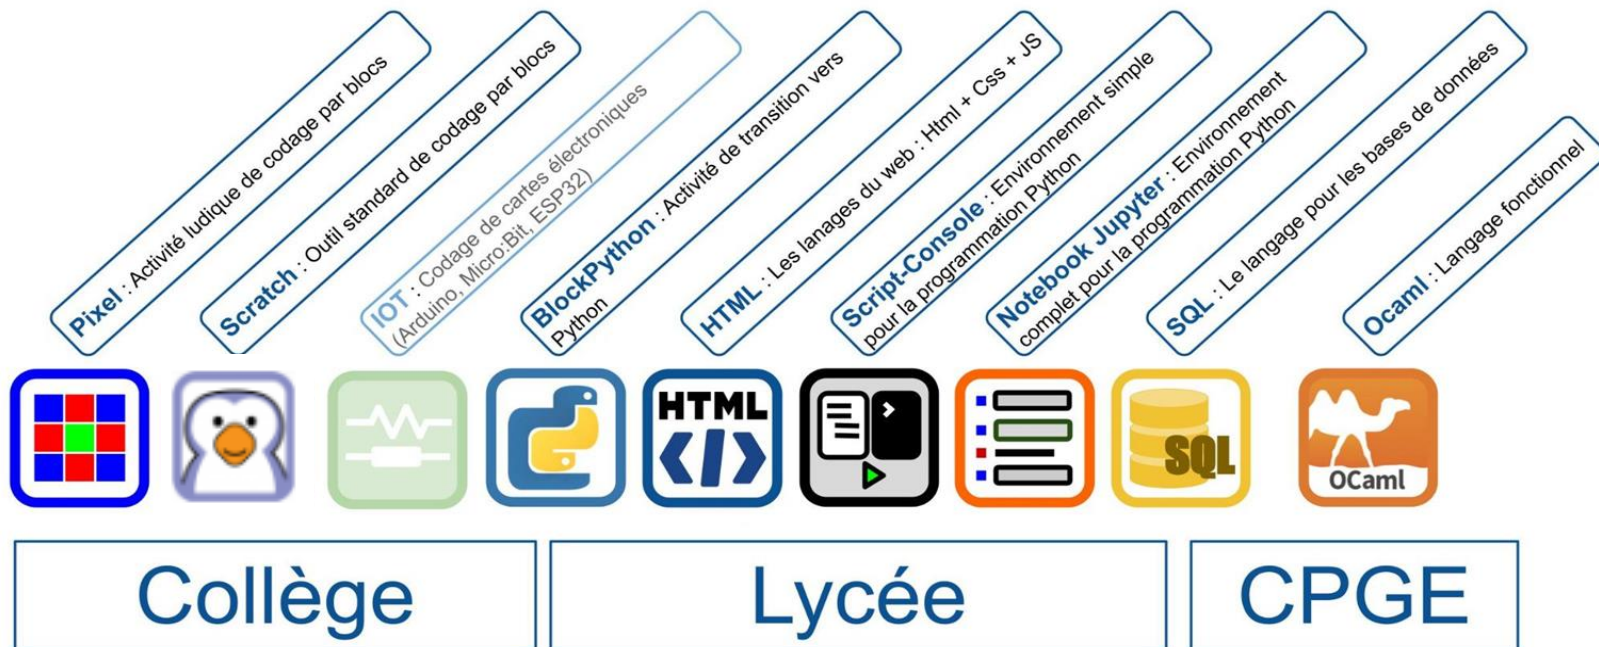 Pixel : Activité ludique de codage par blocs
Scratch : Outil standard de codage par blocs
IOT : Codage de cartes électroniques
(Arduino, Micro:Bit, ESP32)
BlockPython : Activité de transition vers
Python
HTML : Les lanages du web : Html + Css + JS
Script-Console : Environnement simple
pour la programmation Python
Notebook Jupyter : Environnement
complet pour la programmation Python
SQL : Le langage pour les bases de données
Ocaml : Langage fonctionnel
HTML
</>
SQL
OCaml
Collège
Lycée
CPGE